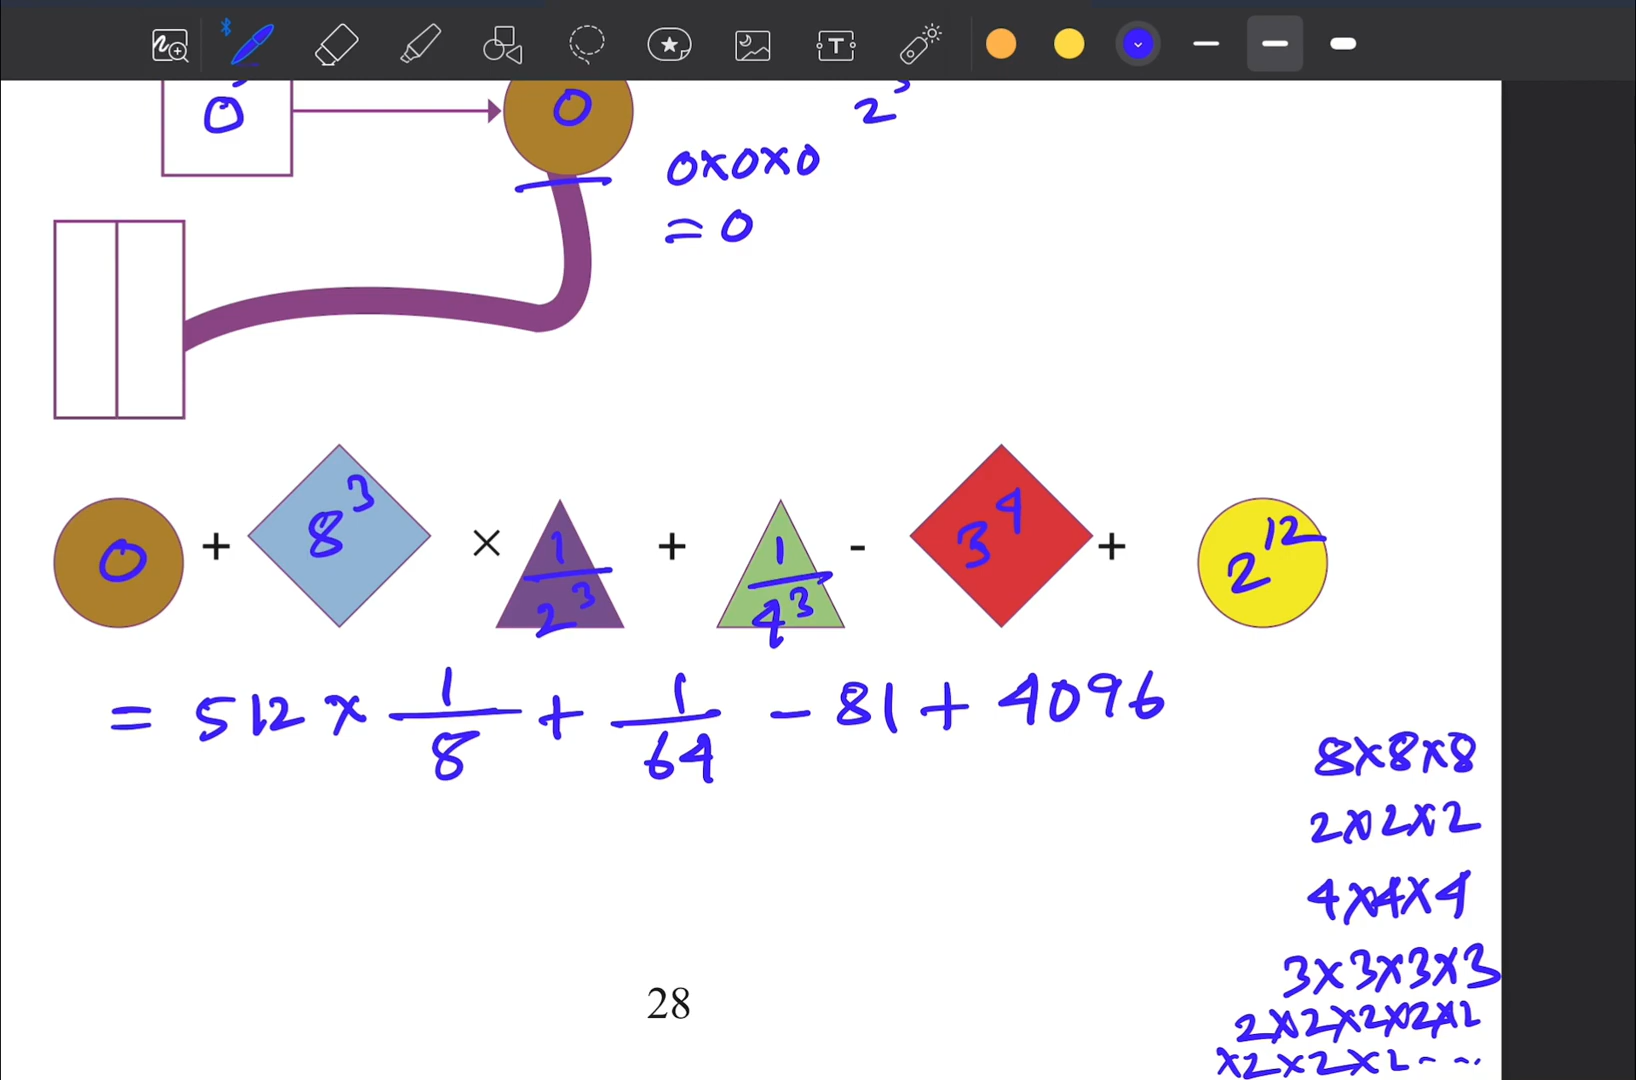 0 0 2³
0×0×0
= 0
0 + 8³ × 1/2³ + 1/4³ - 3⁴ + 2¹²
= 512 × 1/8 + 1/64 - 81 + 4096
8×8×8
2×2×2
4×4×4
3×3×3×3
2×2×2×2×2
×2×2×2 - - ..
28